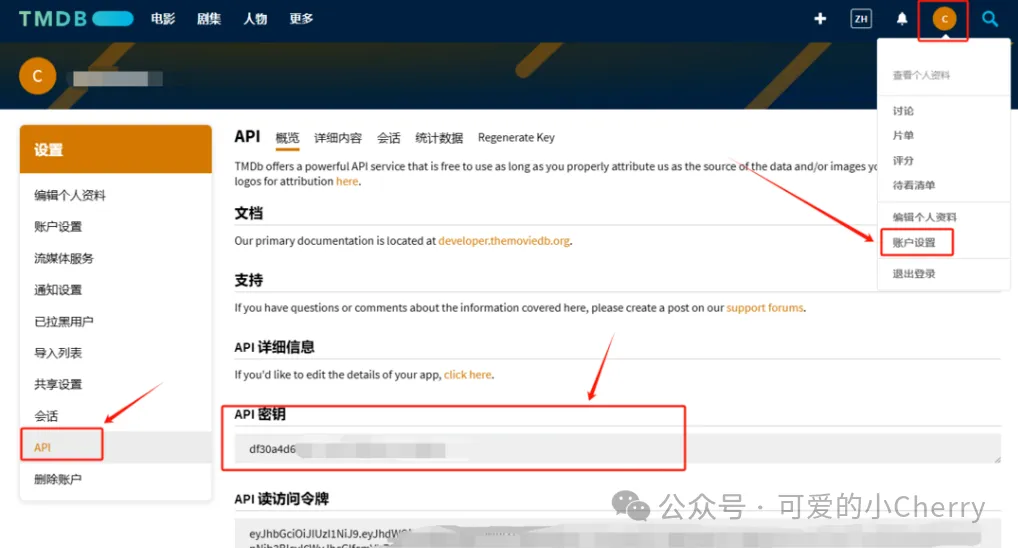 TMDB 电影 剧集 人物 更多 ZH C
C
查看个人资料
讨论
片单
评分
待看清单
编辑个人资料
账户设置
退出登录
设置
编辑个人资料
账户设置
流媒体服务
通知设置
已拉黑用户
导入列表
共享设置
会话
API
删除账户
API 概览 详细内容 会话 统计数据 Regenerate Key
TMDb offers a powerful API service that is free to use as long as you properly attribute us as the source of the data and/or images
logos for attribution here.
文档
Our primary documentation is located at developer.themoviedb.org.
支持
If you have questions or comments about the information covered here, please create a post on our support forums.
API 详细信息
If you'd like to edit the details of your app, click here.
API 密钥
df30a4d6
API 读访问令牌
公众号 · 可爱的小Cherry